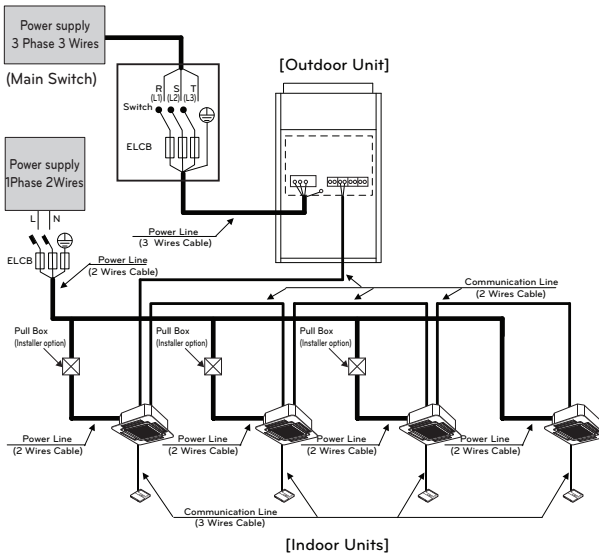 Power supply
3 Phase 3 Wires
(Main Switch)
[Outdoor Unit]
R S T
(L1) (L2) (L3)
Switch
ELCB
Power supply
1Phase 2Wires
L N
ELCB
Power Line
(2 Wires Cable)
Power Line
(3 Wires Cable)
Communication Line
(2 Wires Cable)
Pull Box
(Installer option)
Pull Box
(Installer option)
Pull Box
(Installer option)
Power Line
(2 Wires Cable)
Power Line
(2 Wires Cable)
Power Line
(2 Wires Cable)
Power Line
(2 Wires Cable)
Communication Line
(3 Wires Cable)
[Indoor Units]